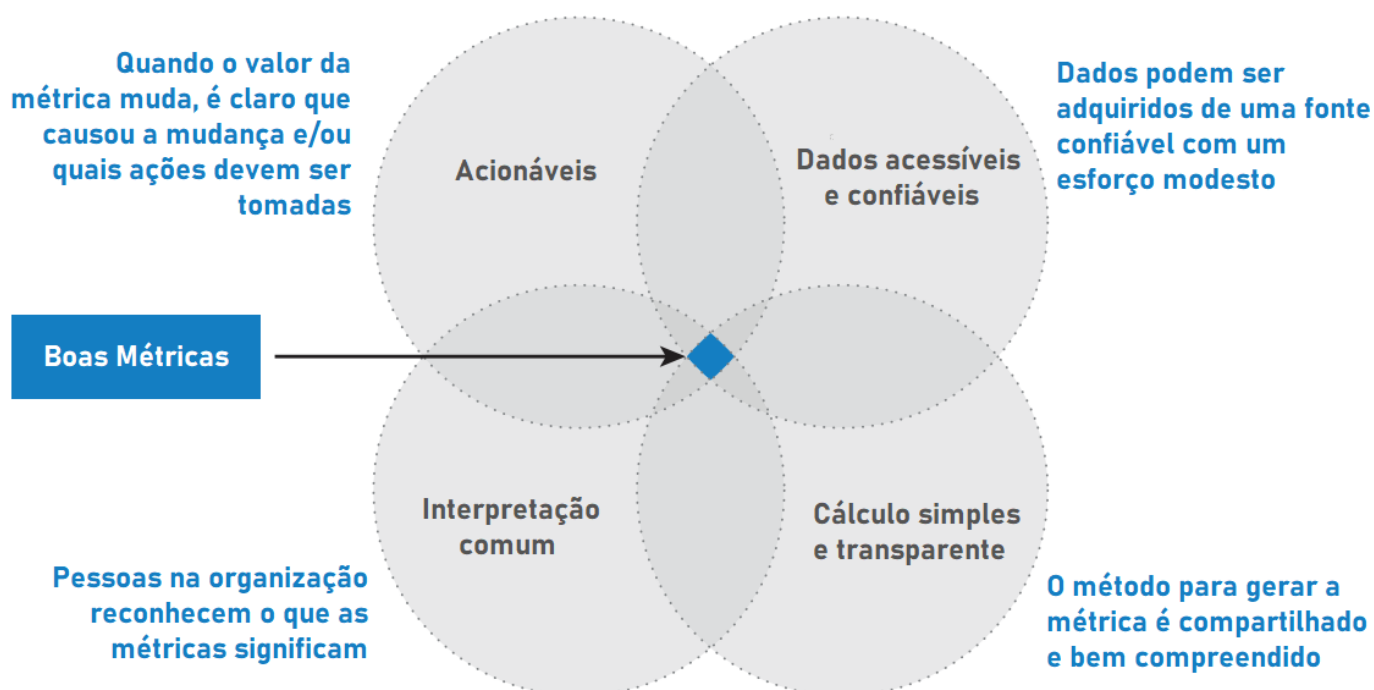 Quando o valor da
métrica muda, é claro que
causou a mudança e/ou
quais ações devem ser
tomadas
Acionáveis
Dados acessíveis
e confiáveis
Dados podem ser
adquiridos de uma fonte
confiável com um
esforço modesto
Boas Métricas
Interpretação
comum
Cálculo simples
e transparente
Pessoas na organização
reconhecem o que as
métricas significam
O método para gerar a
métrica é compartilhado
e bem compreendido